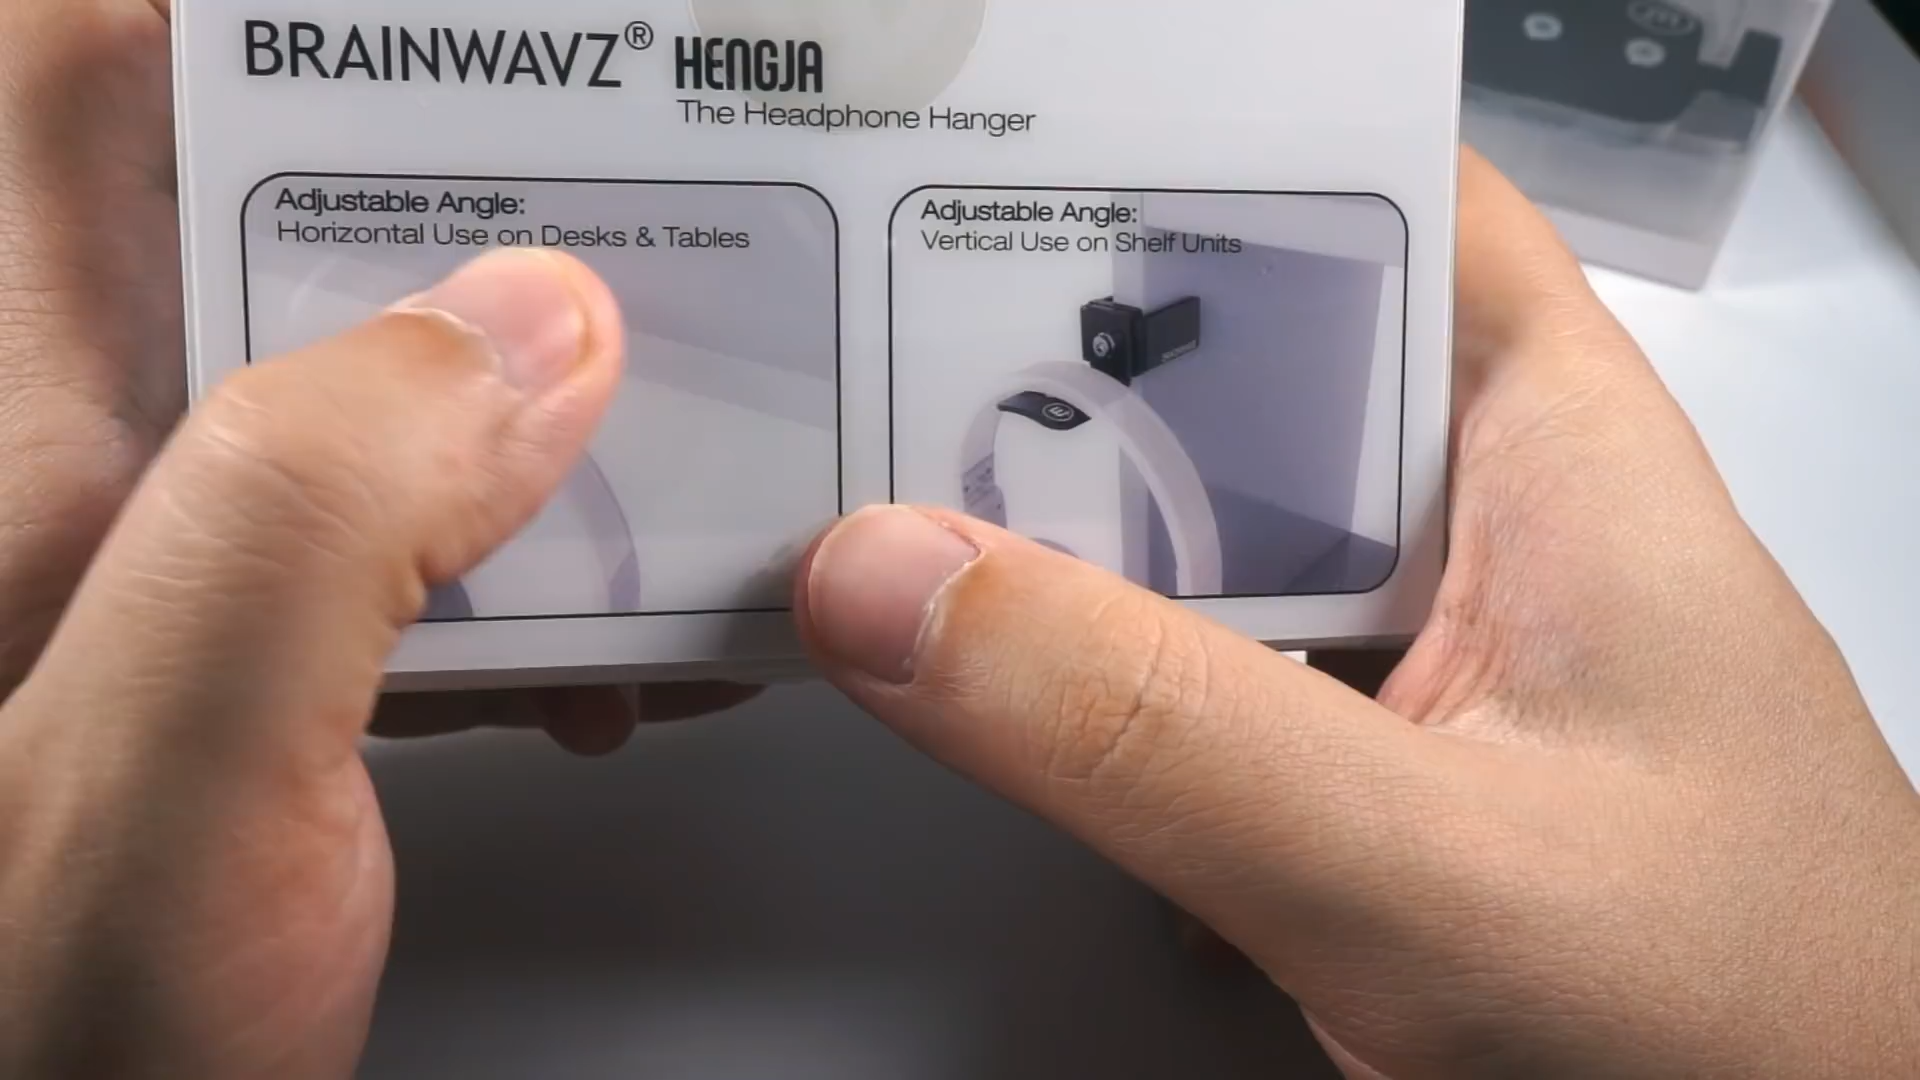 BRAINWAVZ® HENGJA
The Headphone Hanger
Adjustable Angle:
Horizontal Use on Desks & Tables
Adjustable Angle:
Vertical Use on Shelf Units